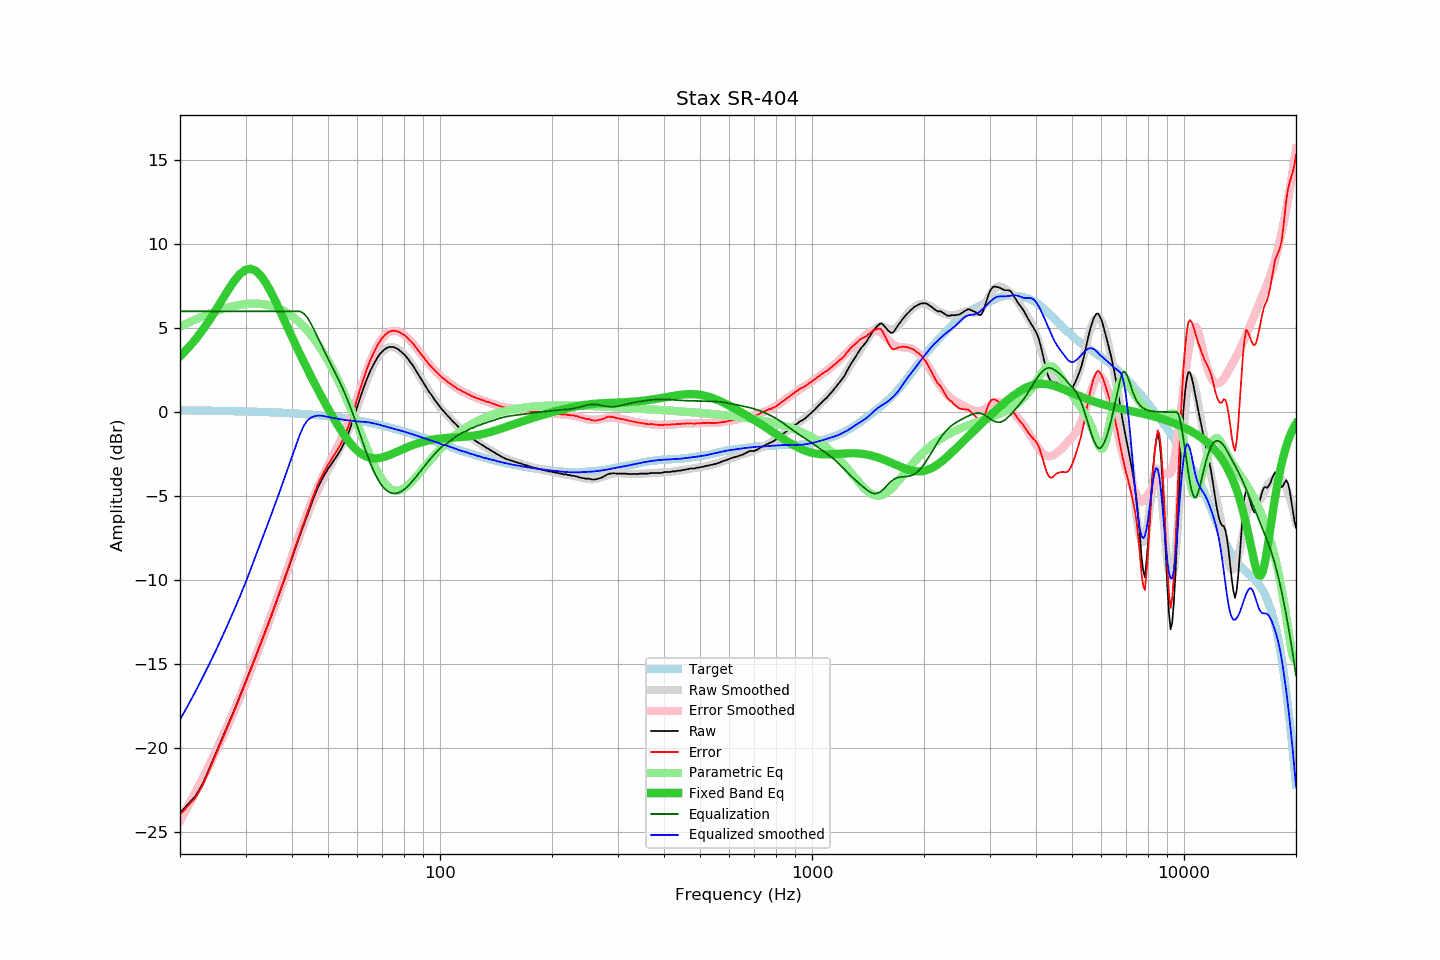 Stax SR-404
Amplitude (dBr)
15
10
5
0
−5
−10
−15
−20
−25
Target
Raw Smoothed
Error Smoothed
Raw
Error
Parametric Eq
Fixed Band Eq
Equalization
Equalized smoothed
100 1000 10000
Frequency (Hz)